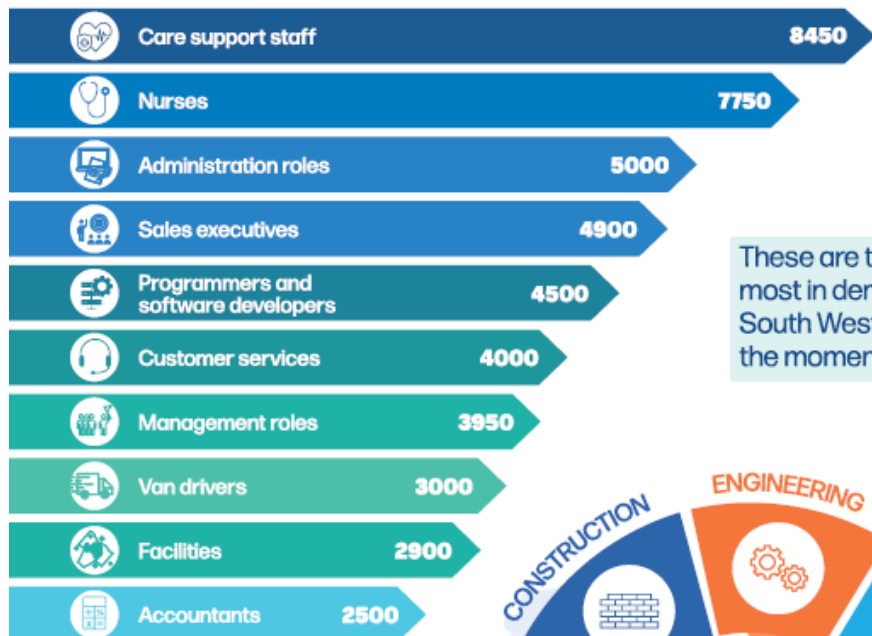 Care support staff 8450
Nurses 7750
Administration roles 5000
Sales executives 4900
Programmers and
software developers 4500
Customer services 4000
Management roles 3950
Van drivers 3000
Facilities 2900
Accountants 2500
These are
most in
South West
the
CONSTRUCTION
ENGINEERING